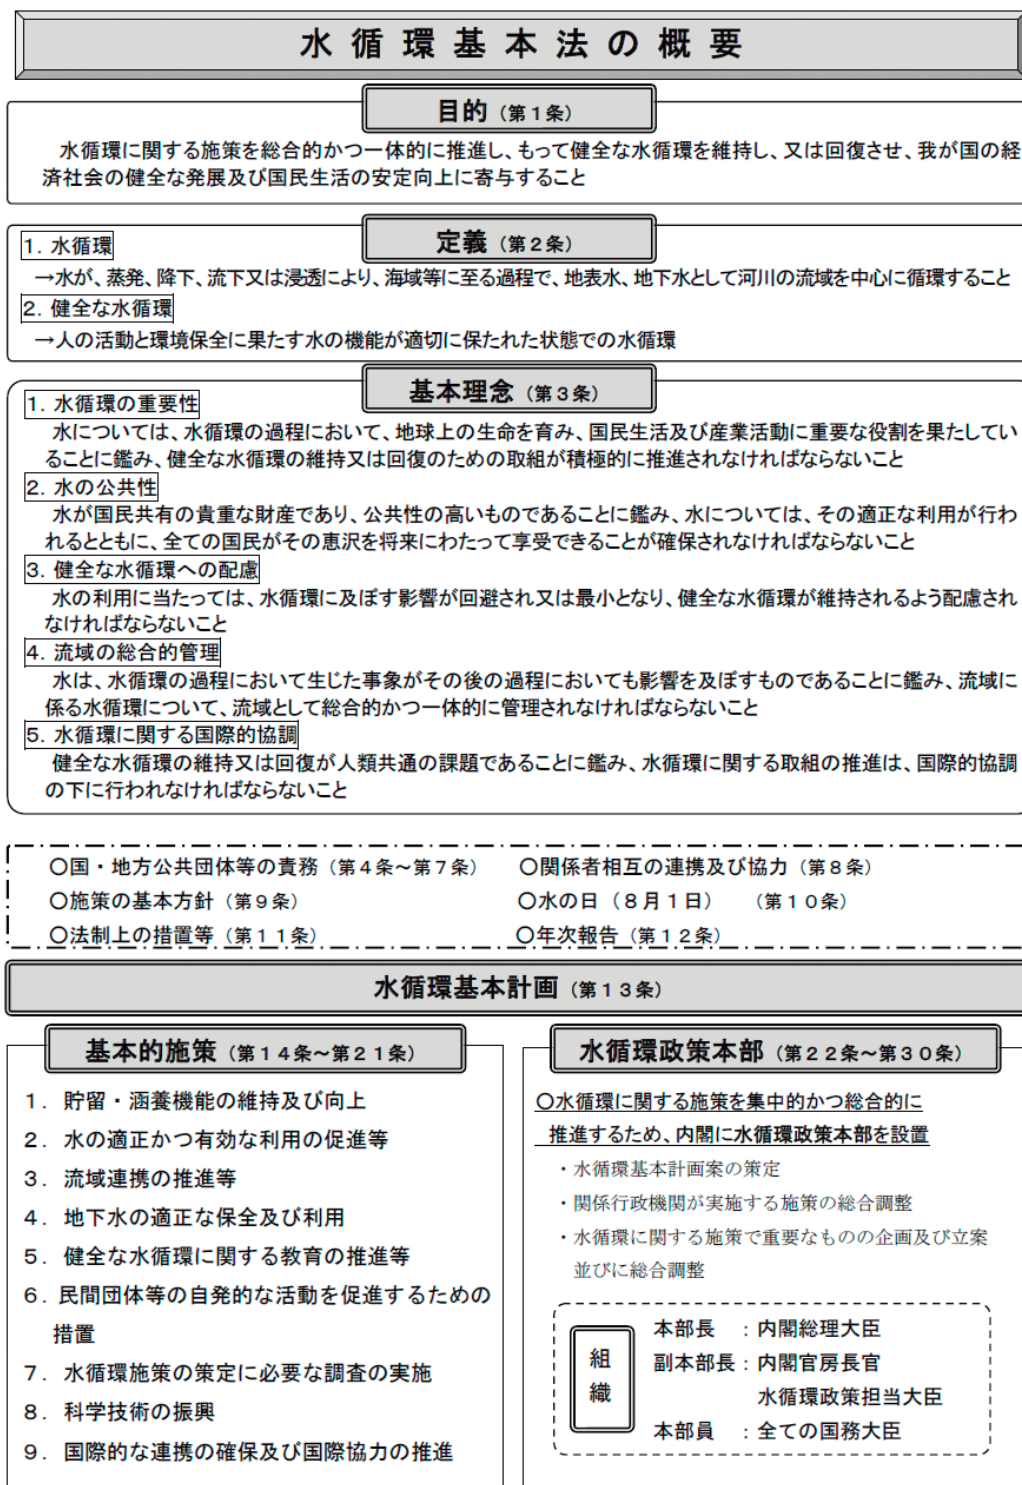 水循環基本法の概要
目的（第１条）
水循環に関する施策を総合的かつ一体的に推進し、もって健全な水循環を維持し、又は回復させ、我が国の経
済社会の健全な発展及び国民生活の安定向上に寄与すること
定義（第２条）
1．水循環
→水が、蒸発、降下、流下又は浸透により、海域等に至る過程で、地表水、地下水として河川の流域を中心に循環すること
2．健全な水循環
→人の活動と環境保全に果たす水の機能が適切に保たれた状態での水循環
基本理念（第３条）
1．水循環の重要性
水については、水循環の過程において、地球上の生命を育み、国民生活及び産業活動に重要な役割を果たしてい
ることに鑑み、健全な水循環の維持又は回復のための取組が積極的に推進されなければならないこと
2．水の公共性
水が国民共有の貴重な財産であり、公共性の高いものであることに鑑み、水については、その適正な利用が行わ
れるとともに、全ての国民がその恵沢を将来にわたって享受できることが確保されなければならないこと
3．健全な水循環への配慮
水の利用に当たっては、水循環に及ぼす影響が回避され又は最小となり、健全な水循環が維持されるよう配慮され
なければならないこと
4．流域の総合的管理
水は、水循環の過程において生じた事象がその後の過程においても影響を及ぼすものであることに鑑み、流域に
係る水循環について、流域として総合的かつ一体的に管理されなければならないこと
5．水循環に関する国際的協調
健全な水循環の維持又は回復が人類共通の課題であることに鑑み、水循環に関する取組の推進は、国際的協調
の下に行われなければならないこと
○国・地方公共団体等の責務（第４条～第７条） ○関係者相互の連携及び協力（第８条）
○施策の基本方針（第９条） ○水の日（８月１日） （第１０条）
○法制上の措置等（第１１条） ○年次報告（第１２条）
水循環基本計画（第１３条）
基本的施策（第１４条～第２１条）
１．貯留・涵養機能の維持及び向上
２．水の適正かつ有効な利用の促進等
３．流域連携の推進等
４．地下水の適正な保全及び利用
５．健全な水循環に関する教育の推進等
６．民間団体等の自発的な活動を促進するための
措置
７．水循環施策の策定に必要な調査の実施
８．科学技術の振興
９．国際的な連携の確保及び国際協力の推進
水循環政策本部（第２２条～第３０条）
○水循環に関する施策を集中的かつ総合的に
推進するため、内閣に水循環政策本部を設置
・水循環基本計画案の策定
・関係行政機関が実施する施策の総合調整
・水循環に関する施策で重要なものの企画及び立案
並びに総合調整
組織
本部長 ：内閣総理大臣
副本部長：内閣官房長官
水循環政策担当大臣
本部員 ：全ての国務大臣